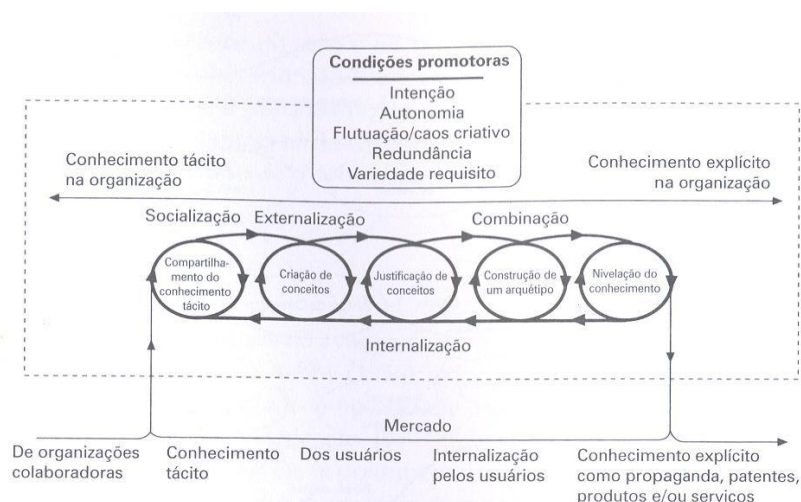 Condições promotoras
Intenção
Autonomia
Flutuação/caos criativo
Redundância
Variedade requisito
Conhecimento tácito
na organização
Conhecimento explícito
na organização
Socialização
Externalização
Combinação
Compartilha-
mento do
conhecimento
tácito
Criação de
conceitos
Justificação de
conceitos
Construção de
um arquétipo
Nivelação do
conhecimento
Internalização
Mercado
De organizações
colaboradoras
Conhecimento
tácito
Dos usuários
Internalização
pelos usuários
Conhecimento explícito
como propaganda, patentes,
produtos e/ou serviços